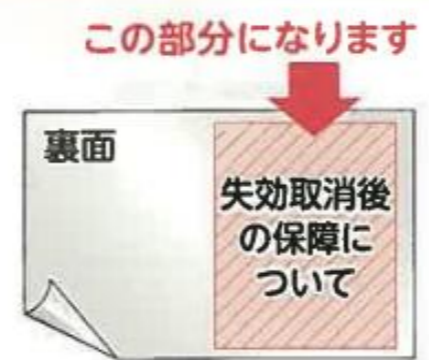 この部分になります
裏面
失効取消後
の保障に
ついて